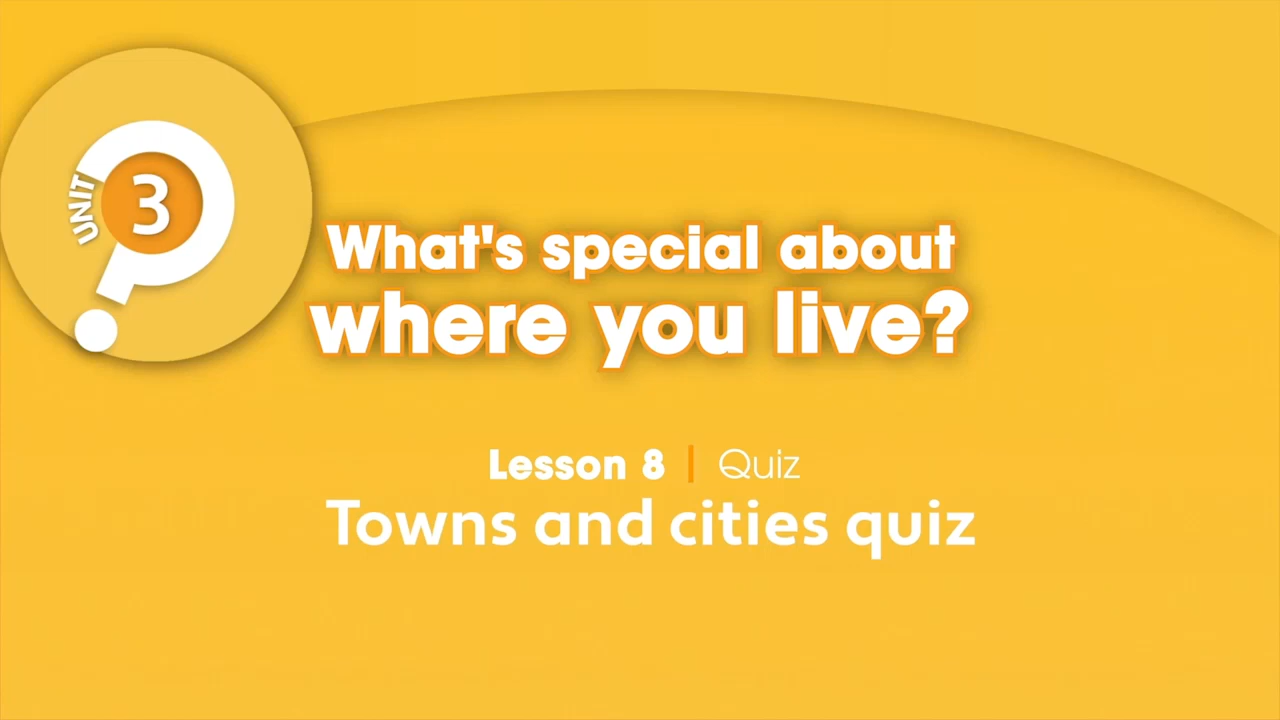 UNIT
3
What's special about
where you live?
Lesson 8 | Quiz
Towns and cities quiz